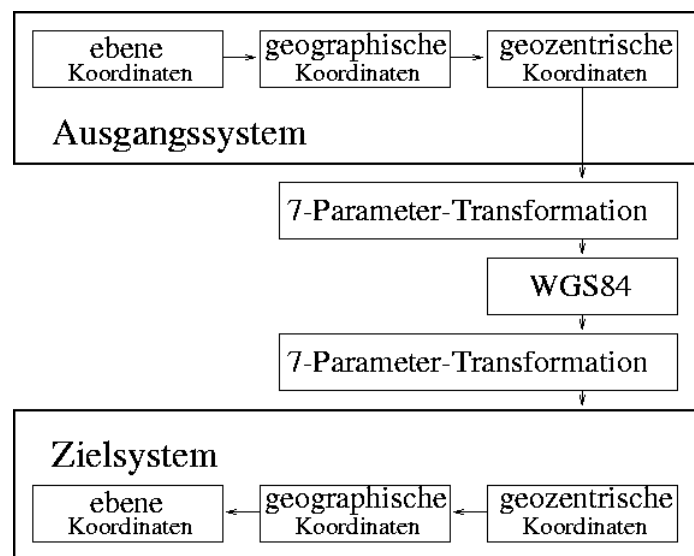 ebene
Koordinaten
geographische
Koordinaten
geozentrische
Koordinaten
Ausgangssystem
7-Parameter-Transformation
WGS84
7-Parameter-Transformation
Zielsystem
ebene
Koordinaten
geographische
Koordinaten
geozentrische
Koordinaten